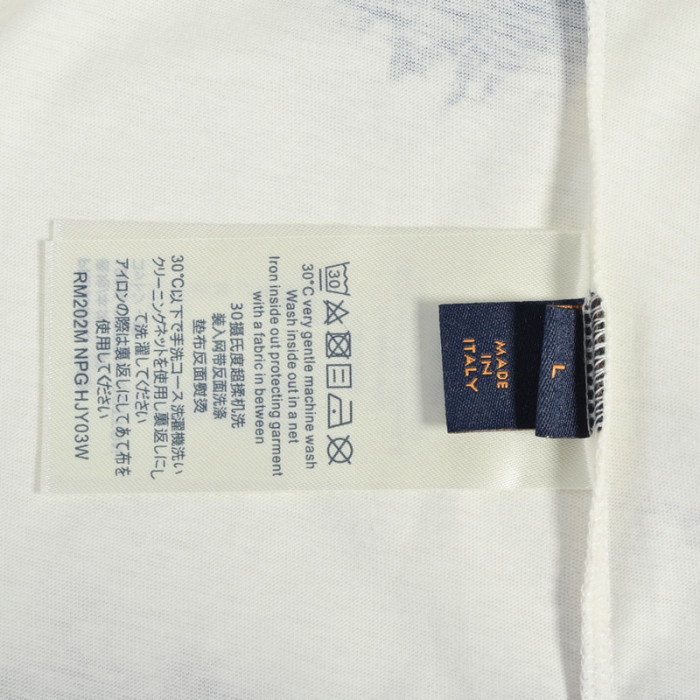 30
30°C very gentle machine wash
Wash inside out in a net
Iron inside out protecting garment
with a fabric in between
30摄氏度超揉机洗
装入网带反面洗涤
垫布反面熨烫
30℃以下で手洗コース洗濯機洗い
クリーニングネットを使用し裏返しにし
て洗濯してください
アイロンの際は裏返しにしてあて布を
使用してください
RM202M NPG HJY03W
L
MADE
IN
ITALY